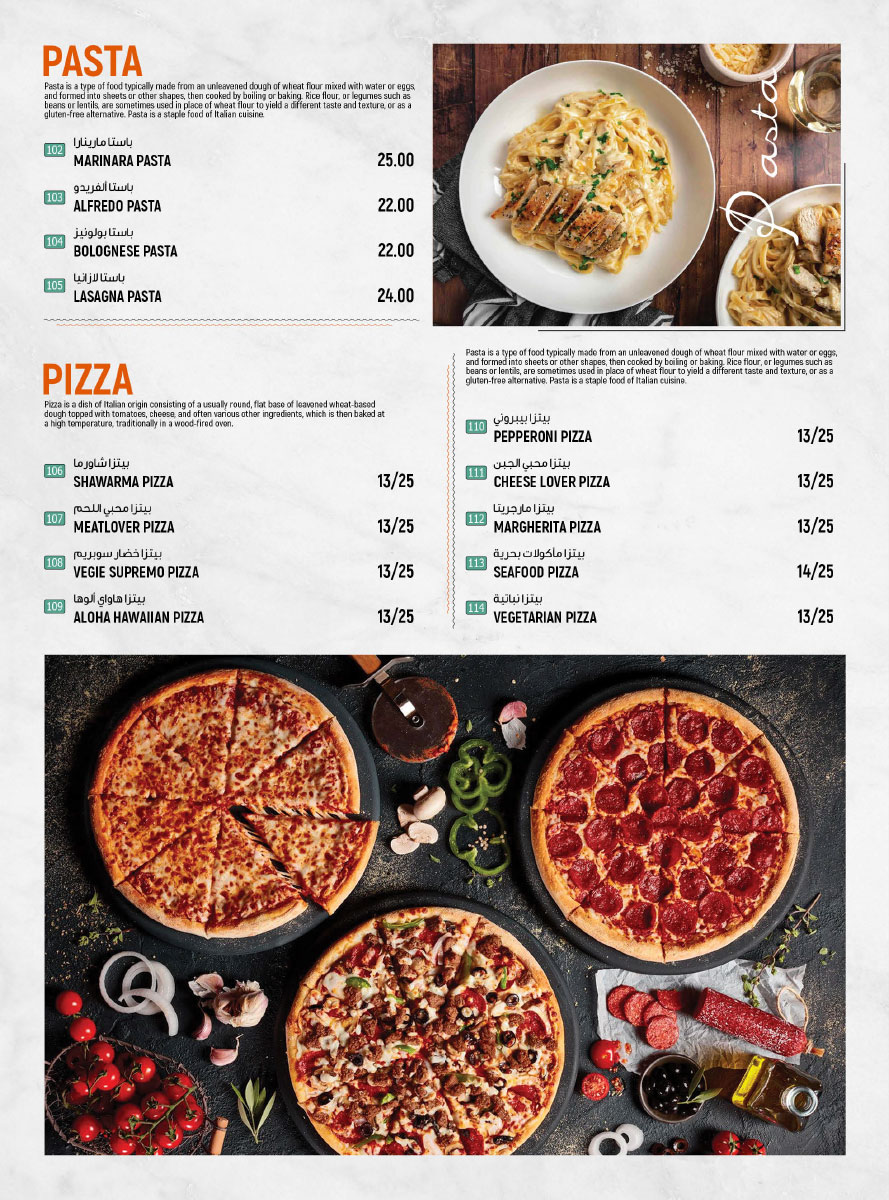 PASTA
Pasta is a type of food typically made from an unleavened dough of wheat flour mixed with water or eggs,
and formed into sheets or other shapes, then cooked by boiling or baking. Rice flour, or legumes such as
beans or lentils, are sometimes used in place of wheat flour to yield a different taste and texture, or as a
gluten-free alternative. Pasta is a staple food of Italian cuisine.
102
باستا مارينارا
MARINARA PASTA 25.00
103
باستا ألفريدو
ALFREDO PASTA 22.00
104
باستا بولونيز
BOLOGNESE PASTA 22.00
105
باستا لازانيا
LASAGNA PASTA 24.00
Pasta
PIZZA
Pizza is a dish of Italian origin consisting of a usually round, flat base of leavened wheat-based
dough topped with tomatoes, cheese, and often various other ingredients, which is then baked at
a high temperature, traditionally in a wood-fired oven.
106
بيتزا شاورما
SHAWARMA PIZZA 13/25
107
بيتزا محبي اللحم
MEATLOVER PIZZA 13/25
108
بيتزا خضار سوبريم
VEGIE SUPREMO PIZZA 13/25
109
بيتزا هاواي ألوها
ALOHA HAWAIIAN PIZZA 13/25
Pasta is a type of food typically made from an unleavened dough of wheat flour mixed with water or eggs,
and formed into sheets or other shapes, then cooked by boiling or baking. Rice flour, or legumes such as
beans or lentils, are sometimes used in place of wheat flour to yield a different taste and texture, or as a
gluten-free alternative. Pasta is a staple food of Italian cuisine.
110
بيتزا بيبروني
PEPPERONI PIZZA 13/25
111
بيتزا محبي الجبن
CHEESE LOVER PIZZA 13/25
112
بيتزا مارجريتا
MARGHERITA PIZZA 13/25
113
بيتزا مأكولات بحرية
SEAFOOD PIZZA 14/25
114
بيتزا نباتية
VEGETARIAN PIZZA 13/25